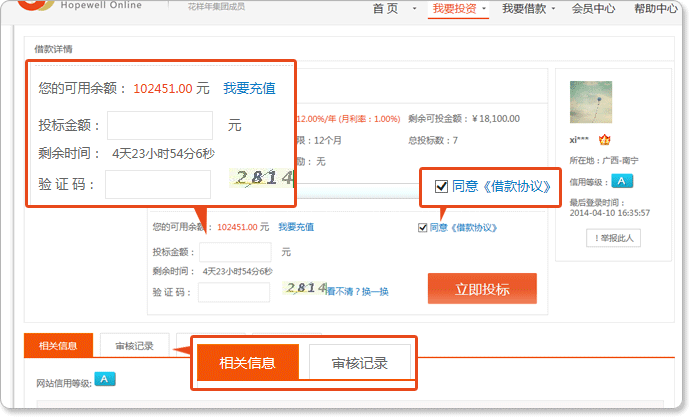 Hopewell Online
花样年集团成员
首 页 我要投资 我要借款 会员中心 帮助中心
借款详情
您的可用余额： 102451.00 元 我要充值
投标金额： 元
剩余时间： 4天23小时54分6秒
验 证 码： 2814
12.00%/年 (月利率：1.00%) 剩余可投金额：￥18,100.00
限：12个月 总投标数：7
励： 无
同意《借款协议》
xi***
所在地：广西-南宁
信用等级： A
最后登录时间：
2014-04-10 16:35:57
！举报此人
您的可用余额： 102451.00 元 我要充值
同意《借款协议》
投标金额： 元
剩余时间： 4天23小时54分6秒
验 证 码： 2814 看不清？换一换
立即投标
相关信息 审核记录
相关信息 审核记录
网站信用等级: A